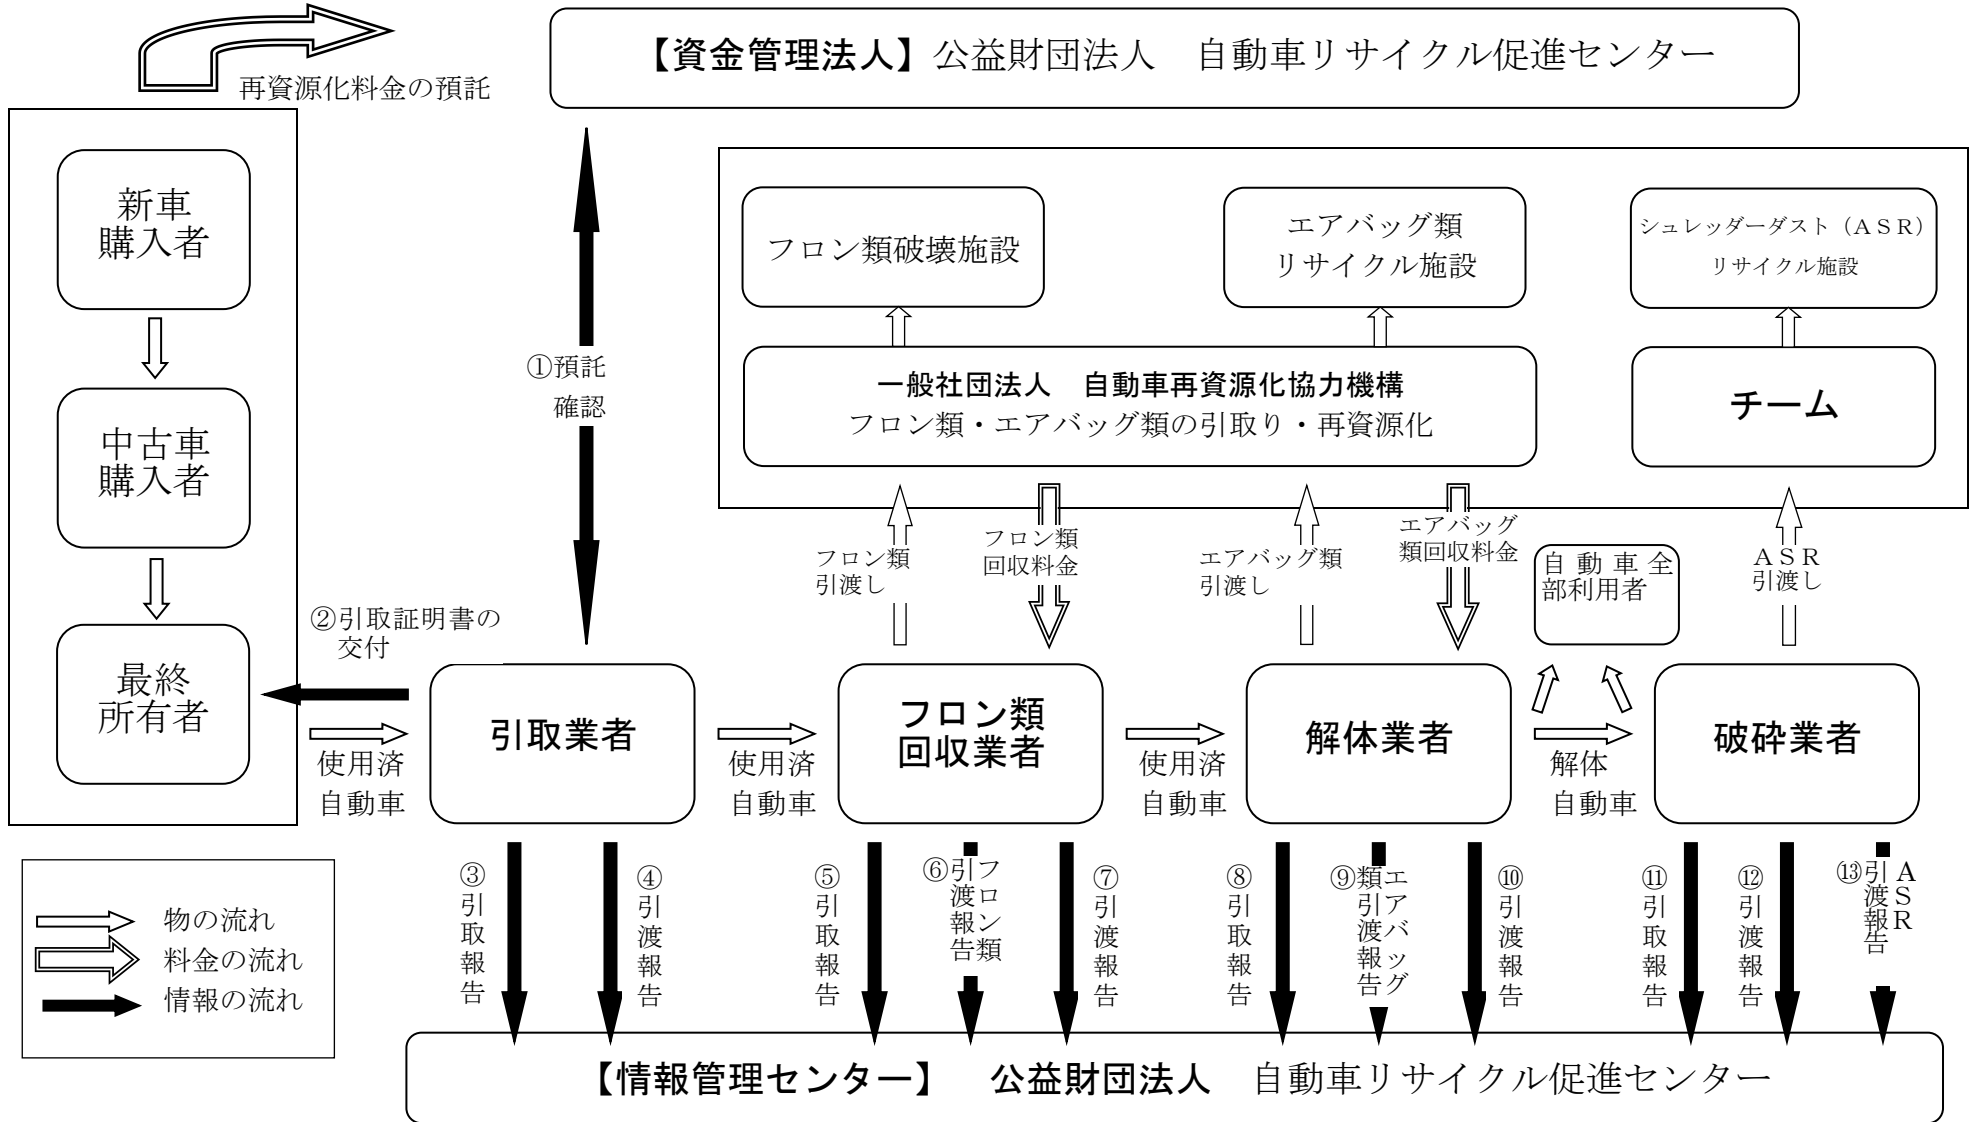 【資金管理法人】公益財団法人　自動車リサイクル促進センター
再資源化料金の預託
新車
購入者
中古車
購入者
最終
所有者
①預託
確認
フロン類破壊施設
エアバッグ類
リサイクル施設
シュレッダーダスト（ＡＳＲ）
リサイクル施設
一般社団法人　自動車再資源化協力機構
フロン類・エアバッグ類の引取り・再資源化
チーム
フロン類
引渡し
フロン類
回収料金
エアバッグ類
引渡し
エアバッグ
類回収料金
自動車全
部利用者
ＡＳＲ
引渡し
②引取証明書の
交付
使用済
自動車
引取業者
使用済
自動車
フロン類
回収業者
使用済
自動車
解体業者
解体
自動車
破砕業者
③引取報告
④引渡報告
⑤引取報告
⑥フロン類
引渡報告
⑦引渡報告
⑧引取報告
⑨エアバッグ
類引渡報告
⑩引渡報告
⑪引取報告
⑫引渡報告
⑬ＡＳＲ
引渡報告
物の流れ
料金の流れ
情報の流れ
【情報管理センター】　公益財団法人　自動車リサイクル促進センター